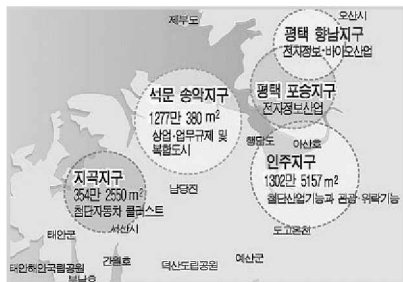 제부도
오산시
평택 향남지구
전자정보·바이오산업
석문 송악지구
1277만 380 m²
상업·업무규제 및
복합도시
평택 포승지구
전자정보산업
행담도
아산호
인주지구
1302만 5157 m²
첨단산업기능과 관광·위락기능
지곡지구
354만 2550 m²
첨단자동차 클러스트
남당진
서산시
태안군
도고온천
간월호
덕산도립공원
예산군
태안해안국립공원
부남호